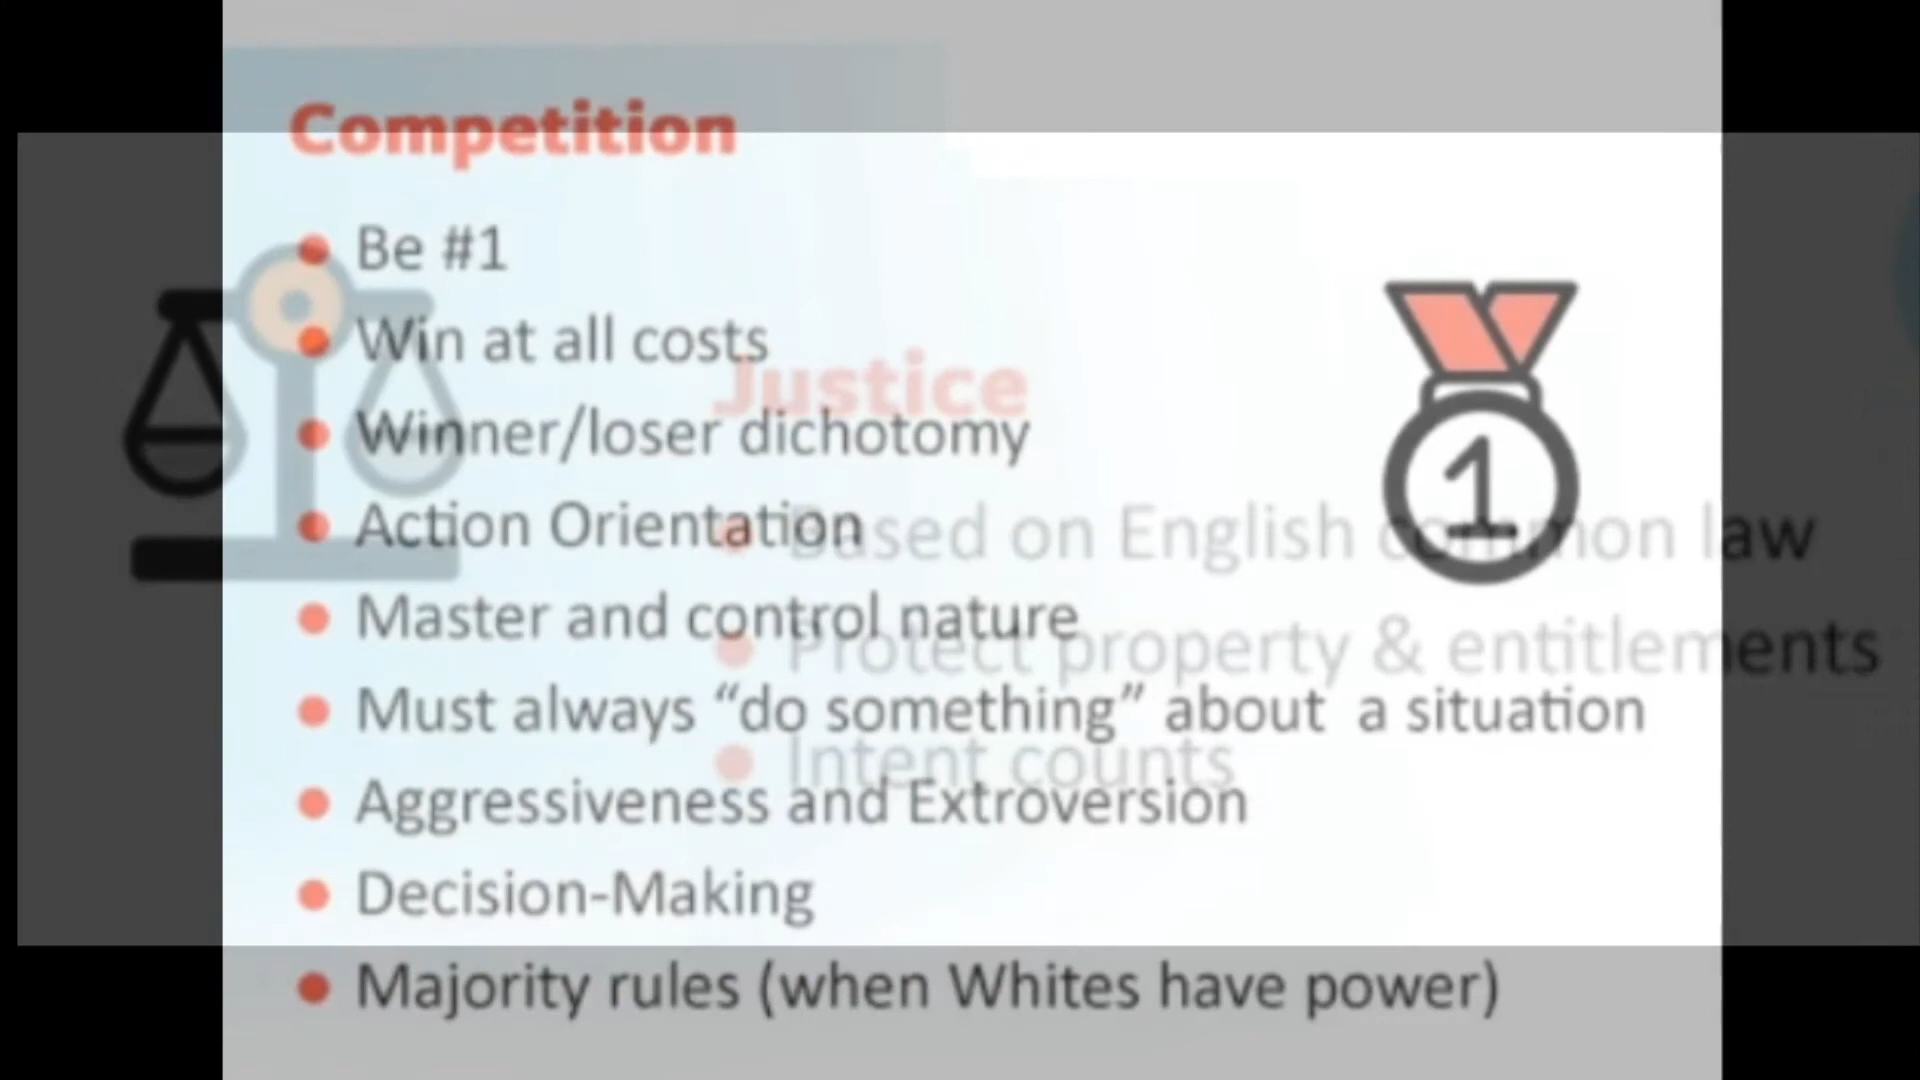 Competition
Be #1
Win at all costs
Winner/loser dichotomy
Action Orientation
Master and control nature
Must always “do something” about a situation
Aggressiveness and Extroversion
Decision-Making
Majority rules (when Whites have power)
1
Justice
Based on English common law
Protect property & entitlements
Intent counts